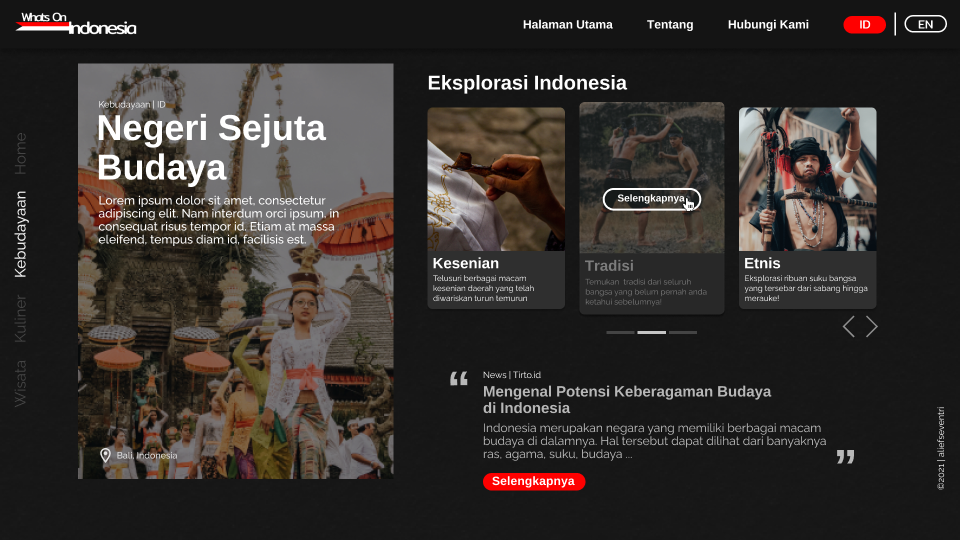 Whats On
Indonesia
Halaman Utama
Tentang
Hubungi Kami
ID
EN
Home
Kebudayaan
Kuliner
Wisata
Kebudayaan | ID
Negeri Sejuta
Budaya
Lorem ipsum dolor sit amet, consectetur
adipiscing elit. Nam interdum orci ipsum, in
consequat risus tempor id. Etiam at massa
eleifend, tempus diam id, facilisis est.
Bali, Indonesia
Eksplorasi Indonesia
Kesenian
Telusuri berbagai macam
kesenian daerah yang telah
diwariskan turun temurun
Selengkapnya
Tradisi
Temukan tradisi dari seluruh
bangsa yang belum pernah anda
ketahui sebelumnya!
Etnis
Eksplorasi ribuan suku bangsa
yang tersebar dari sabang hingga
merauke!
“
News | Tirto.id
Mengenal Potensi Keberagaman Budaya
di Indonesia
Indonesia merupakan negara yang memiliki berbagai macam
budaya di dalamnya. Hal tersebut dapat dilihat dari banyaknya
ras, agama, suku, budaya ...
”
Selengkapnya
©2021 | aliefseventri